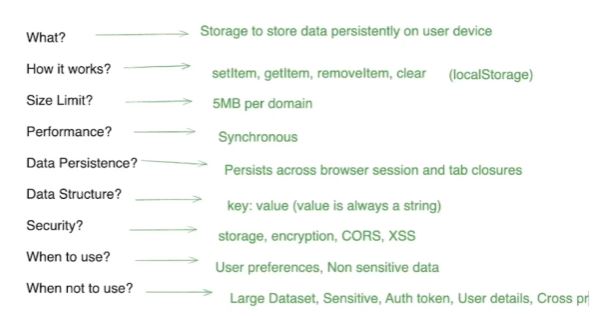 What? Storage to store data persistently on user device
How it works? setItem, getItem, removeItem, clear (localStorage)
Size Limit? 5MB per domain
Performance? Synchronous
Data Persistence? Persists across browser session and tab closures
Data Structure? key: value (value is always a string)
Security? storage, encryption, CORS, XSS
When to use? User preferences, Non sensitive data
When not to use? Large Dataset, Sensitive, Auth token, User details, Cross pr